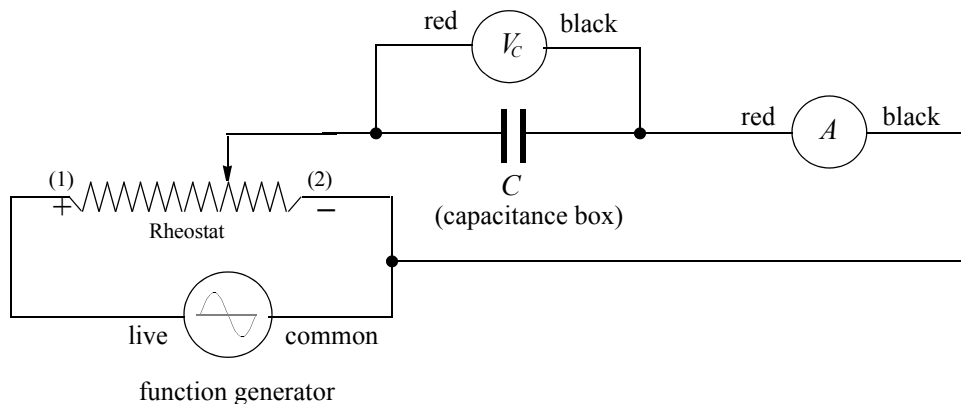 red
black
V_C
red
A
black
(1)
(2)
+
−
C
(capacitance box)
Rheostat
live
common
function generator